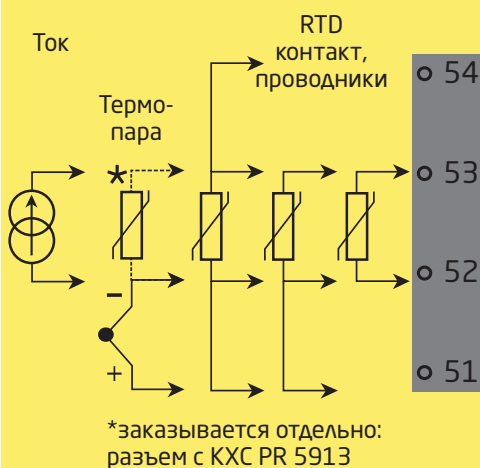 Ток
RTD
контакт,
проводники
Термо-
пара
*
−
+
54
53
52
51
*заказывается отдельно:
разъем с КХС PR 5913